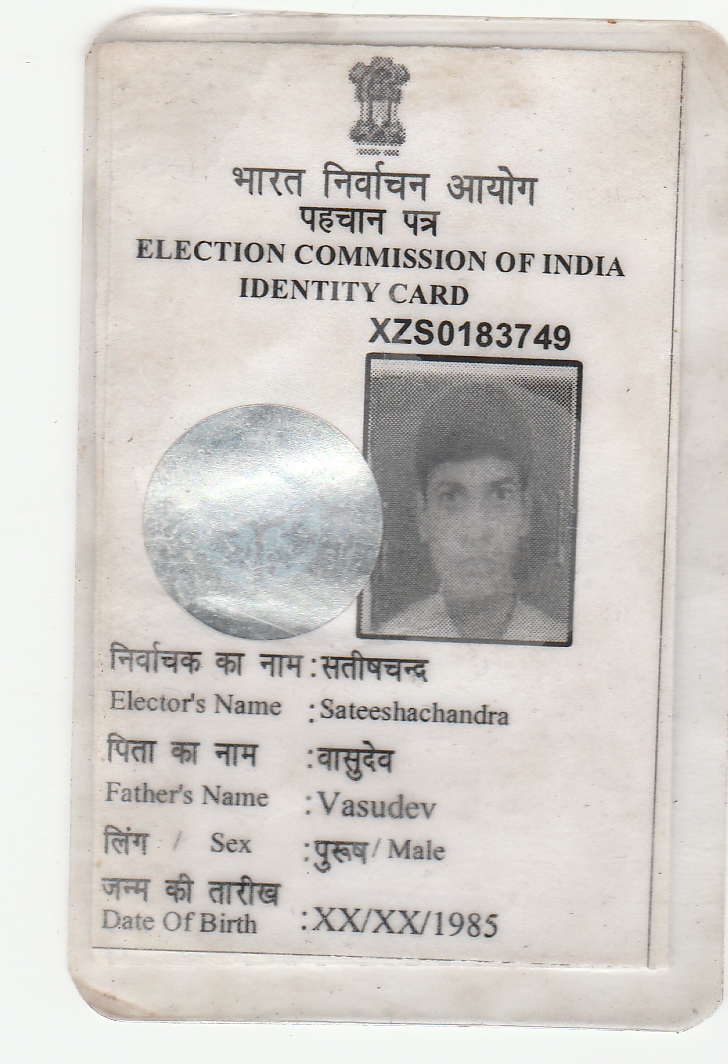 भारत निर्वाचन आयोग
पहचान पत्र
ELECTION COMMISSION OF INDIA
IDENTITY CARD
XZS0183749
निर्वाचक का नाम : सतीषचन्द्र
Elector's Name : Sateeshachandra
पिता का नाम : वासुदेव
Father's Name : Vasudev
लिंग / Sex : पुरूष / Male
जन्म की तारीख
Date Of Birth : XX/XX/1985